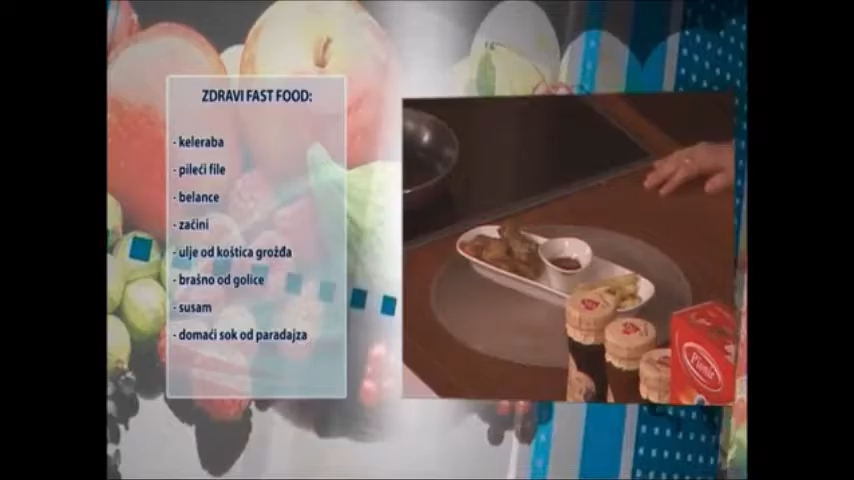 ZDRAVI FAST FOOD:
- keleraba
- pileći file
- belance
- začini
- ulje od koštica grožđa
- brašno od golice
- susam
- domaći sok od paradajza
Pionir